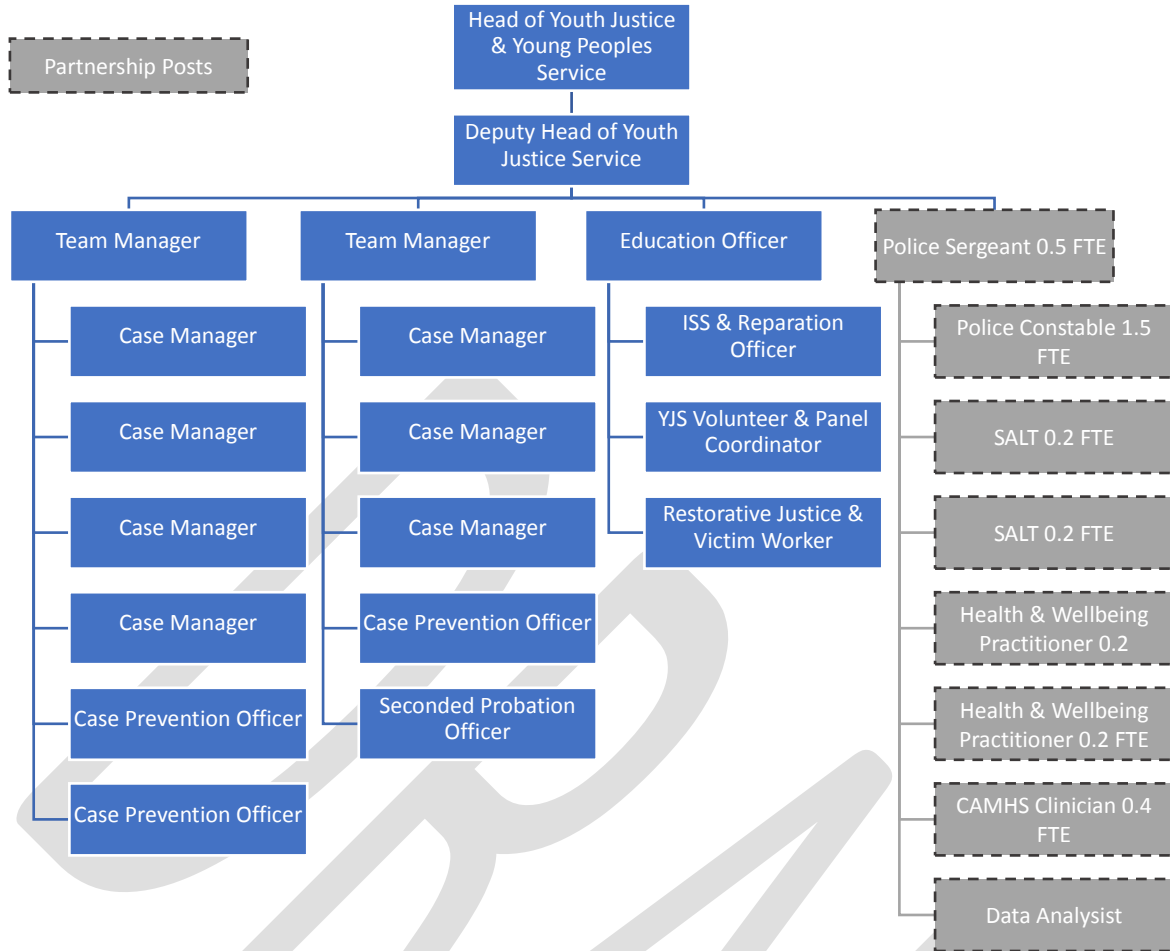 Head of Youth Justice
& Young Peoples
Service
Partnership Posts
Deputy Head of Youth
Justice Service
Team Manager
Team Manager
Education Officer
Police Sergeant 0.5 FTE
Case Manager
Case Manager
Case Manager
Case Manager
Case Prevention Officer
Case Prevention Officer
Case Manager
Case Manager
Case Manager
Case Prevention Officer
Seconded Probation
Officer
ISS & Reparation
Officer
YJS Volunteer & Panel
Coordinator
Restorative Justice &
Victim Worker
Police Constable 1.5
FTE
SALT 0.2 FTE
SALT 0.2 FTE
Health & Wellbeing
Practitioner 0.2
Health & Wellbeing
Practitioner 0.2 FTE
CAMHS Clinician 0.4
FTE
Data Analysist